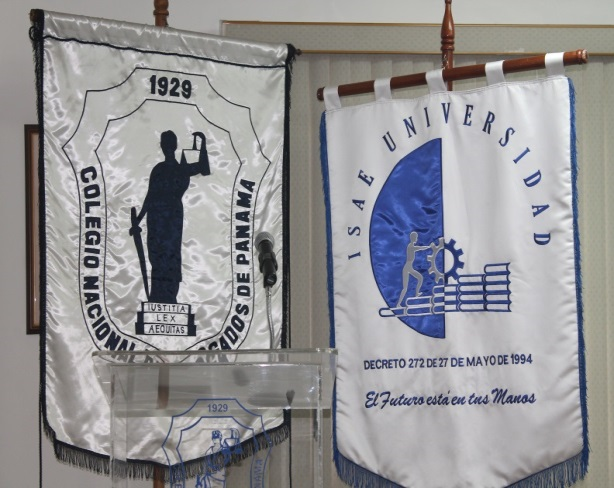 1929
COLEGIO NACIONAL DE ABOGADOS DE PANAMA
IUSTITIA
LEX
AEQUITAS
ISAE UNIVERSIDAD
DECRETO 272 DE 27 DE MAYO DE 1994
El Futuro está en tus Manos
1929